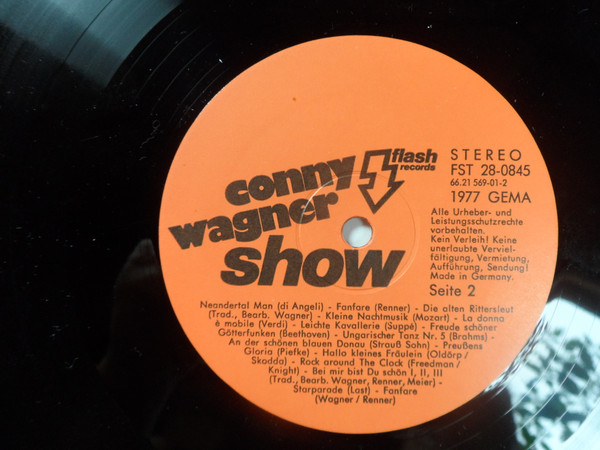 conny
wagner
show
flash
records
STEREO
FST 28-0845
66.21 569-01-2
1977 GEMA
Alle Urheber- und
Leistungsschutzrechte
vorbehalten.
Kein Verleih! Keine
unerlaubte Verviel-
fältigung, Vermietung,
Aufführung, Sendung!
Made in Germany.
Seite 2
Neandertal Man (di Angeli) - Fanfare (Renner) - Die alten Rittersleut
(Trad., Bearb. Wagner) - Kleine Nachtmusik (Mozart) - La donna
é mobile (Verdi) - Leichte Kavallerie (Suppé) - Freude schöner
Götterfunken (Beethoven) - Ungarischer Tanz Nr. 5 (Brahms) -
An der schönen blauen Donau (Strauß Sohn) - Preußens
Gloria (Piefke) - Hallo kleines Fräulein (Oldörp /
Skodda) - Rock around The Clock (Freedman /
Knight) - Bei mir bist Du schön I, II, III
(Trad., Bearb. Wagner, Renner, Meier) -
Starparade (Last) - Fanfare
(Wagner / Renner)